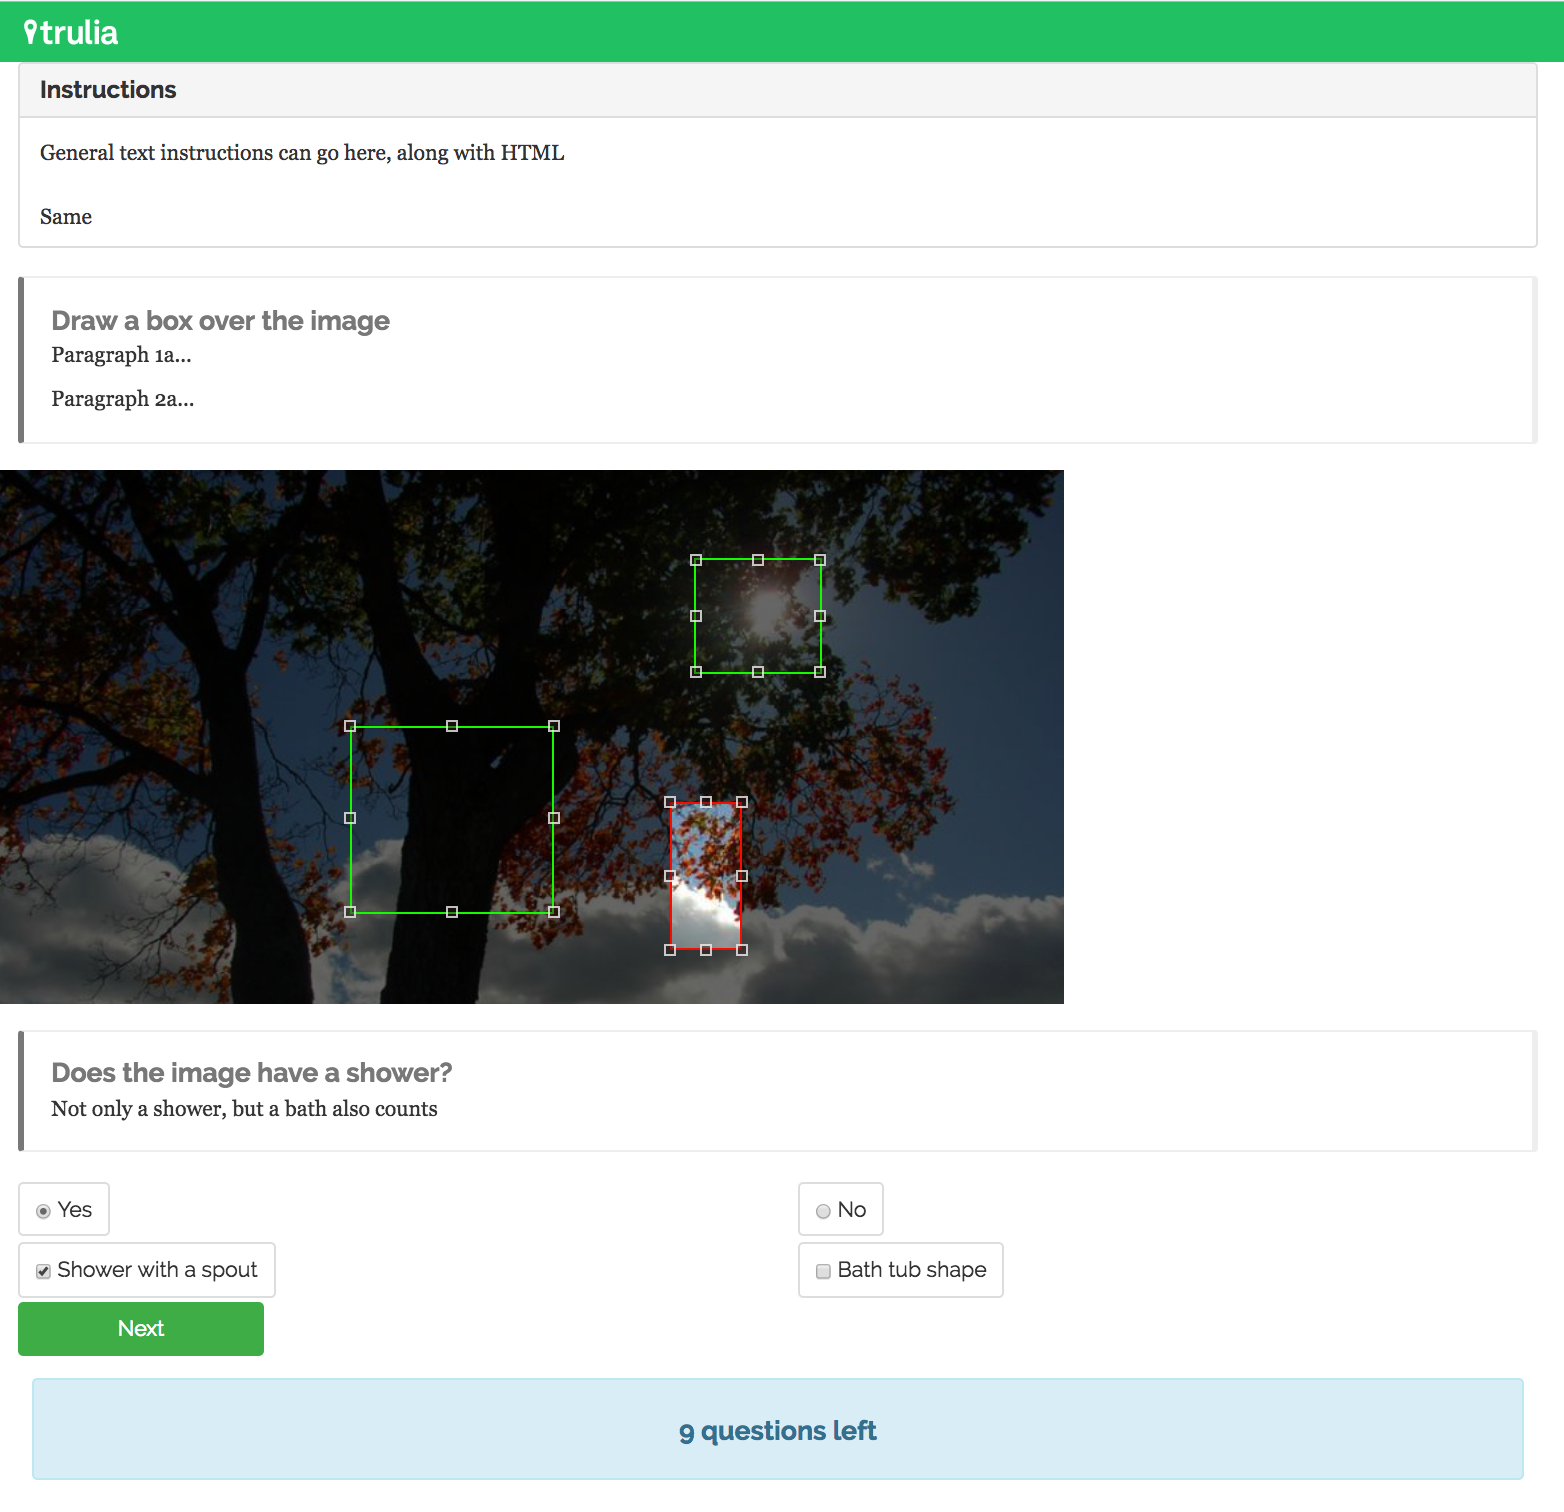 trulia
Instructions
General text instructions can go here, along with HTML
Same
Draw a box over the image
Paragraph 1a...
Paragraph 2a...
Does the image have a shower?
Not only a shower, but a bath also counts
Yes
No
Shower with a spout
Bath tub shape
Next
9 questions left